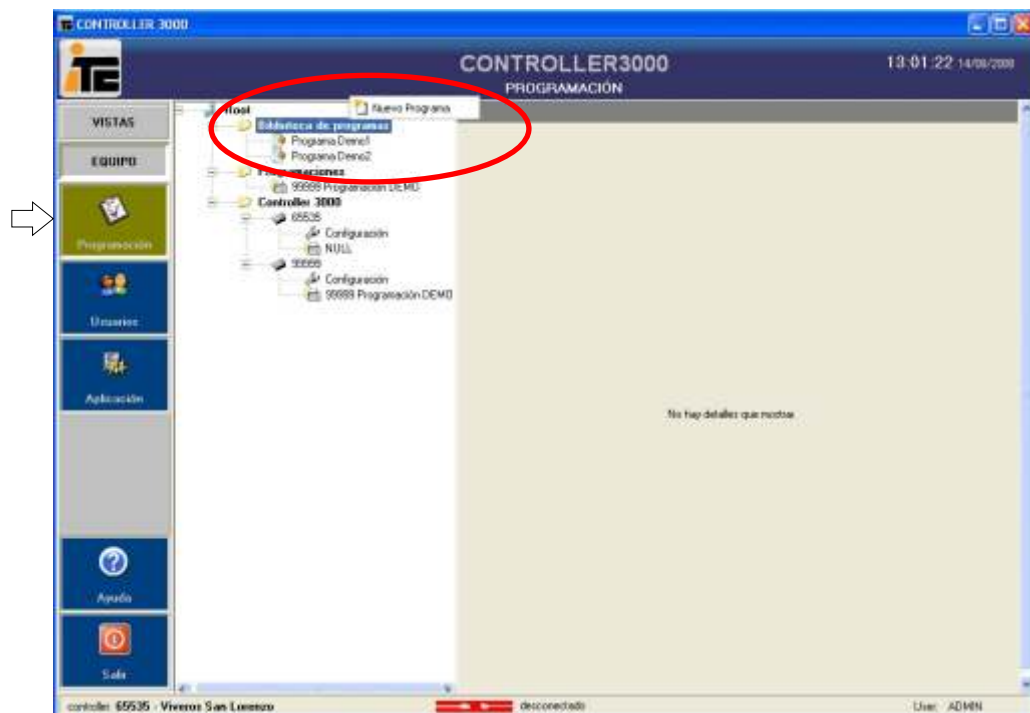 CONTROLLER 3000
iTE
CONTROLLER3000
PROGRAMACIÓN
13:01:22 14/08/2008
VISTAS
EQUIPO
Programación
Usuarios
Aplicación
Ayuda
Salir
Root
Nuevo Programa
Biblioteca de programas
Programa Demo1
Programa Demo2
Programaciones
99999 Programación DEMO
Controller 3000
65535
Configuración
NULL
99999
Configuración
99999 Programación DEMO
No hay detalles que mostrar
controller 65535 - Viveros San Lorenzo
desconectado
User: ADMIN